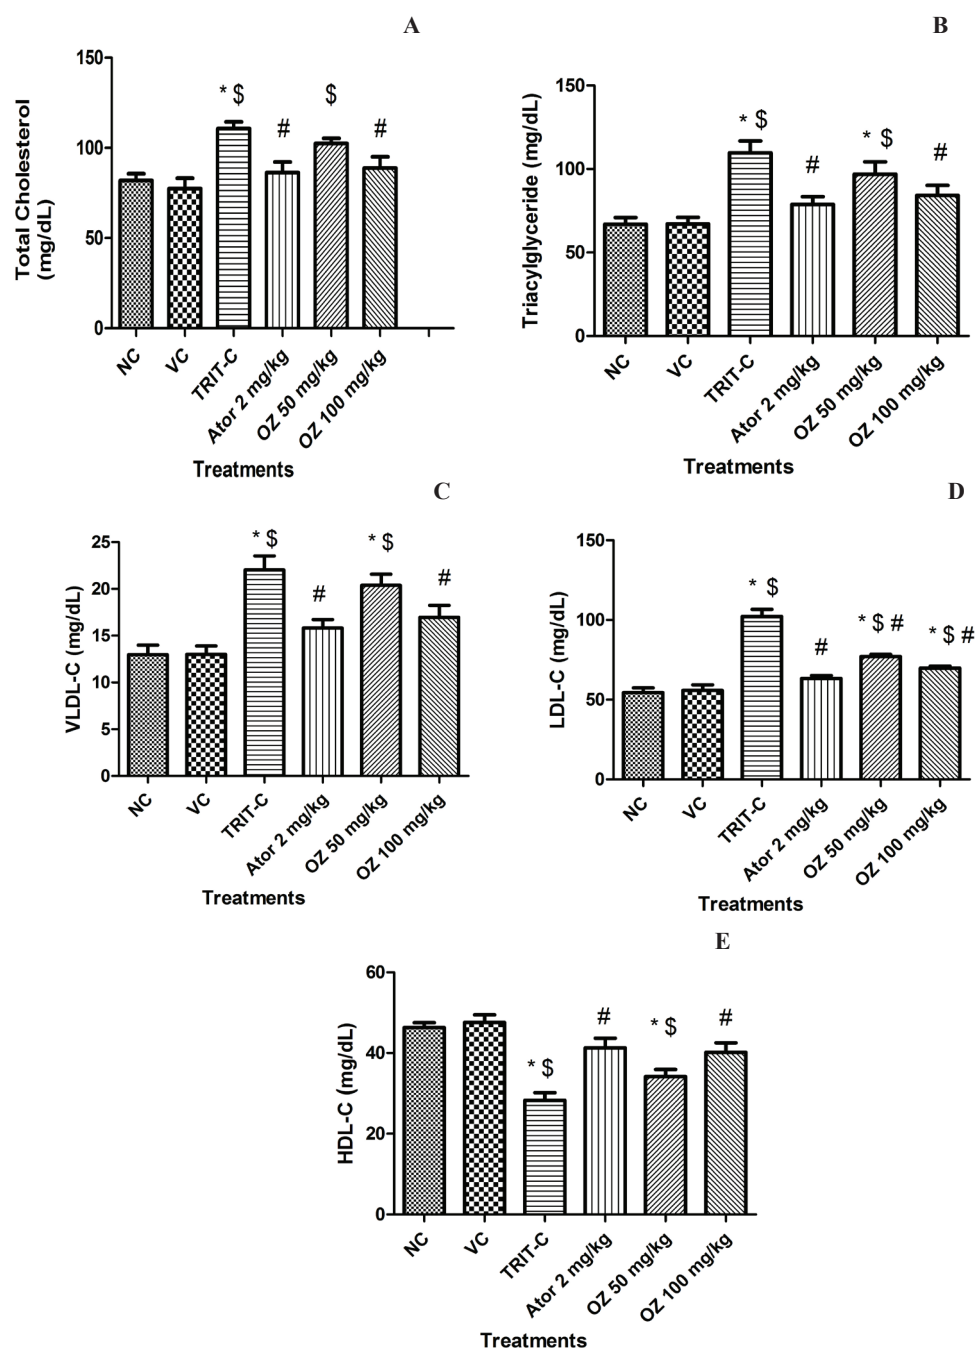 A
Total Cholesterol
(mg/dL)
150
100
50
0
* $
#
$
#
NC
VC
TRIT-C
Ator 2 mg/kg
OZ 50 mg/kg
OZ 100 mg/kg
Treatments
B
Triacylglyceride (mg/dL)
150
100
50
0
* $
#
* $
#
NC
VC
TRIT-C
Ator 2 mg/kg
OZ 50 mg/kg
OZ 100 mg/kg
Treatments
C
VLDL-C (mg/dL)
25
20
15
10
5
0
* $
#
* $
#
NC
VC
TRIT-C
Ator 2 mg/kg
OZ 50 mg/kg
OZ 100 mg/kg
Treatments
D
LDL-C (mg/dL)
150
100
50
0
* $
#
* $ #
* $ #
NC
VC
TRIT-C
Ator 2 mg/kg
OZ 50 mg/kg
OZ 100 mg/kg
Treatments
E
HDL-C (mg/dL)
60
40
20
0
* $
#
* $
#
NC
VC
TRIT-C
Ator 2 mg/kg
OZ 50 mg/kg
OZ 100 mg/kg
Treatments